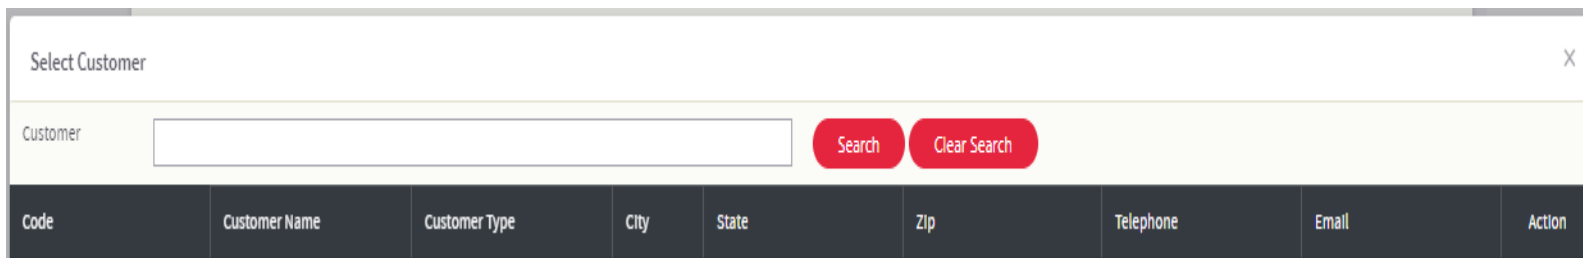 Select Customer X
Customer Search Clear Search
Code Customer Name Customer Type City State Zip Telephone Email Action